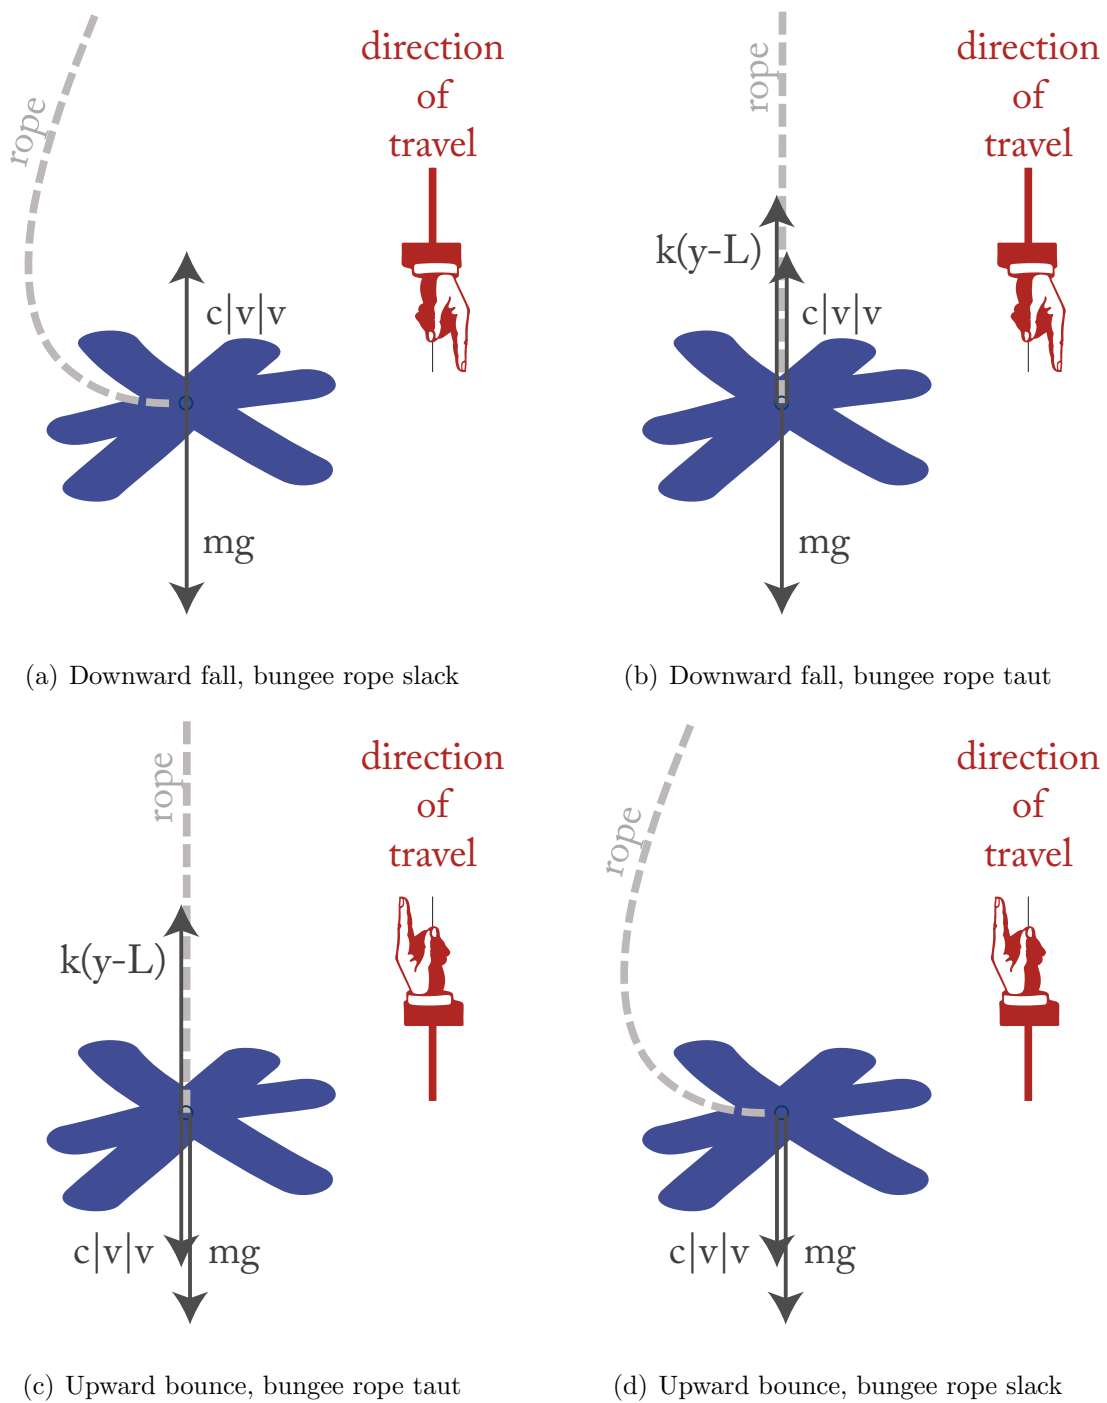 direction
of
travel
rope
c|v|v
mg
(a) Downward fall, bungee rope slack
direction
of
travel
rope
k(y-L)
c|v|v
mg
(b) Downward fall, bungee rope taut
direction
of
travel
rope
k(y-L)
c|v|v mg
(c) Upward bounce, bungee rope taut
direction
of
travel
rope
c|v|v mg
(d) Upward bounce, bungee rope slack